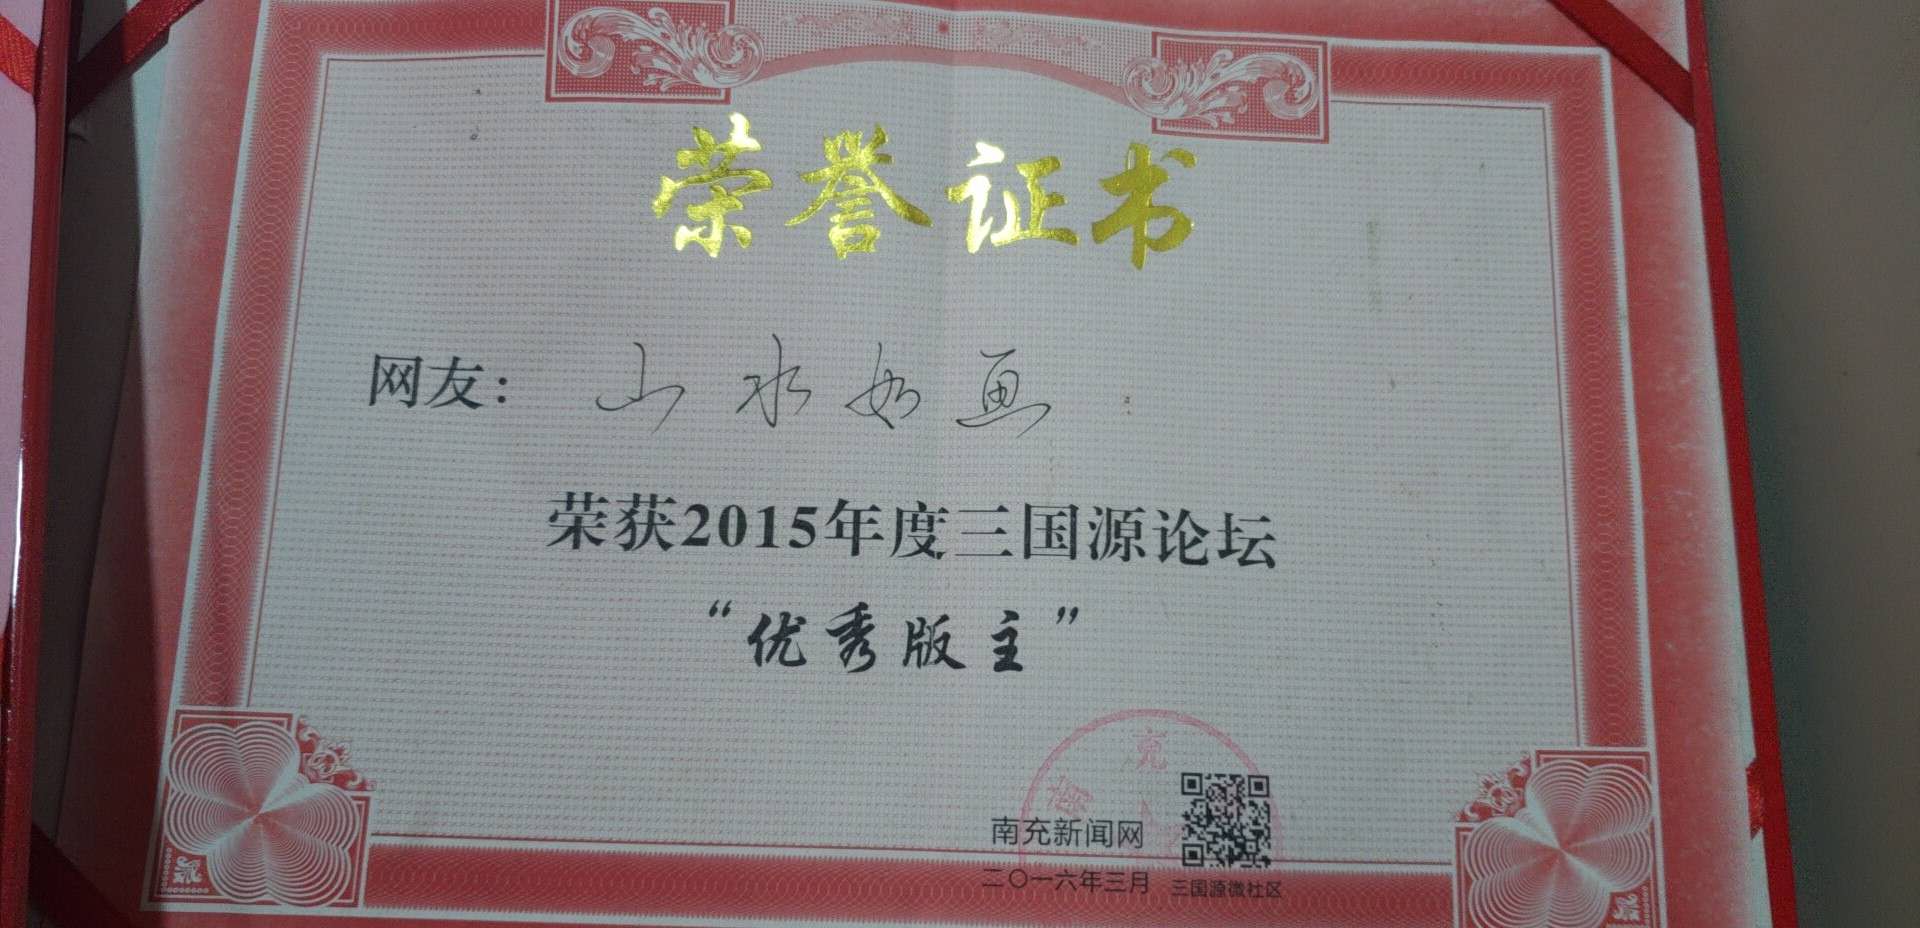 荣誉证书
网友：山水如画
荣获2015年度三国源论坛
“优秀版主”
南充
南充新闻网
二〇一六年三月
三国源微社区